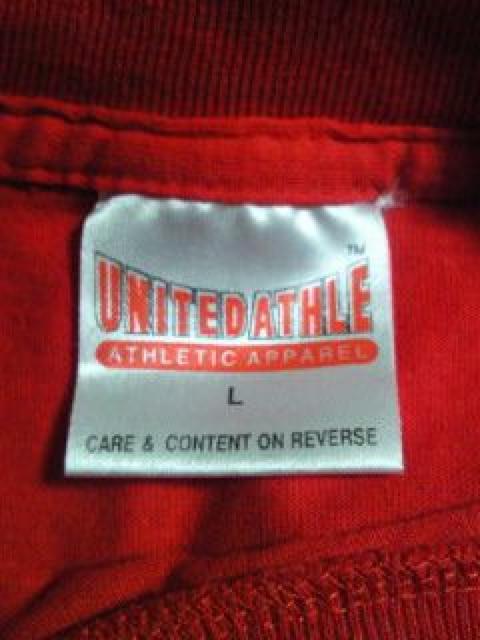 TM
UNITEDATHLE
ATHLETIC APPAREL
L
CARE & CONTENT ON REVERSE